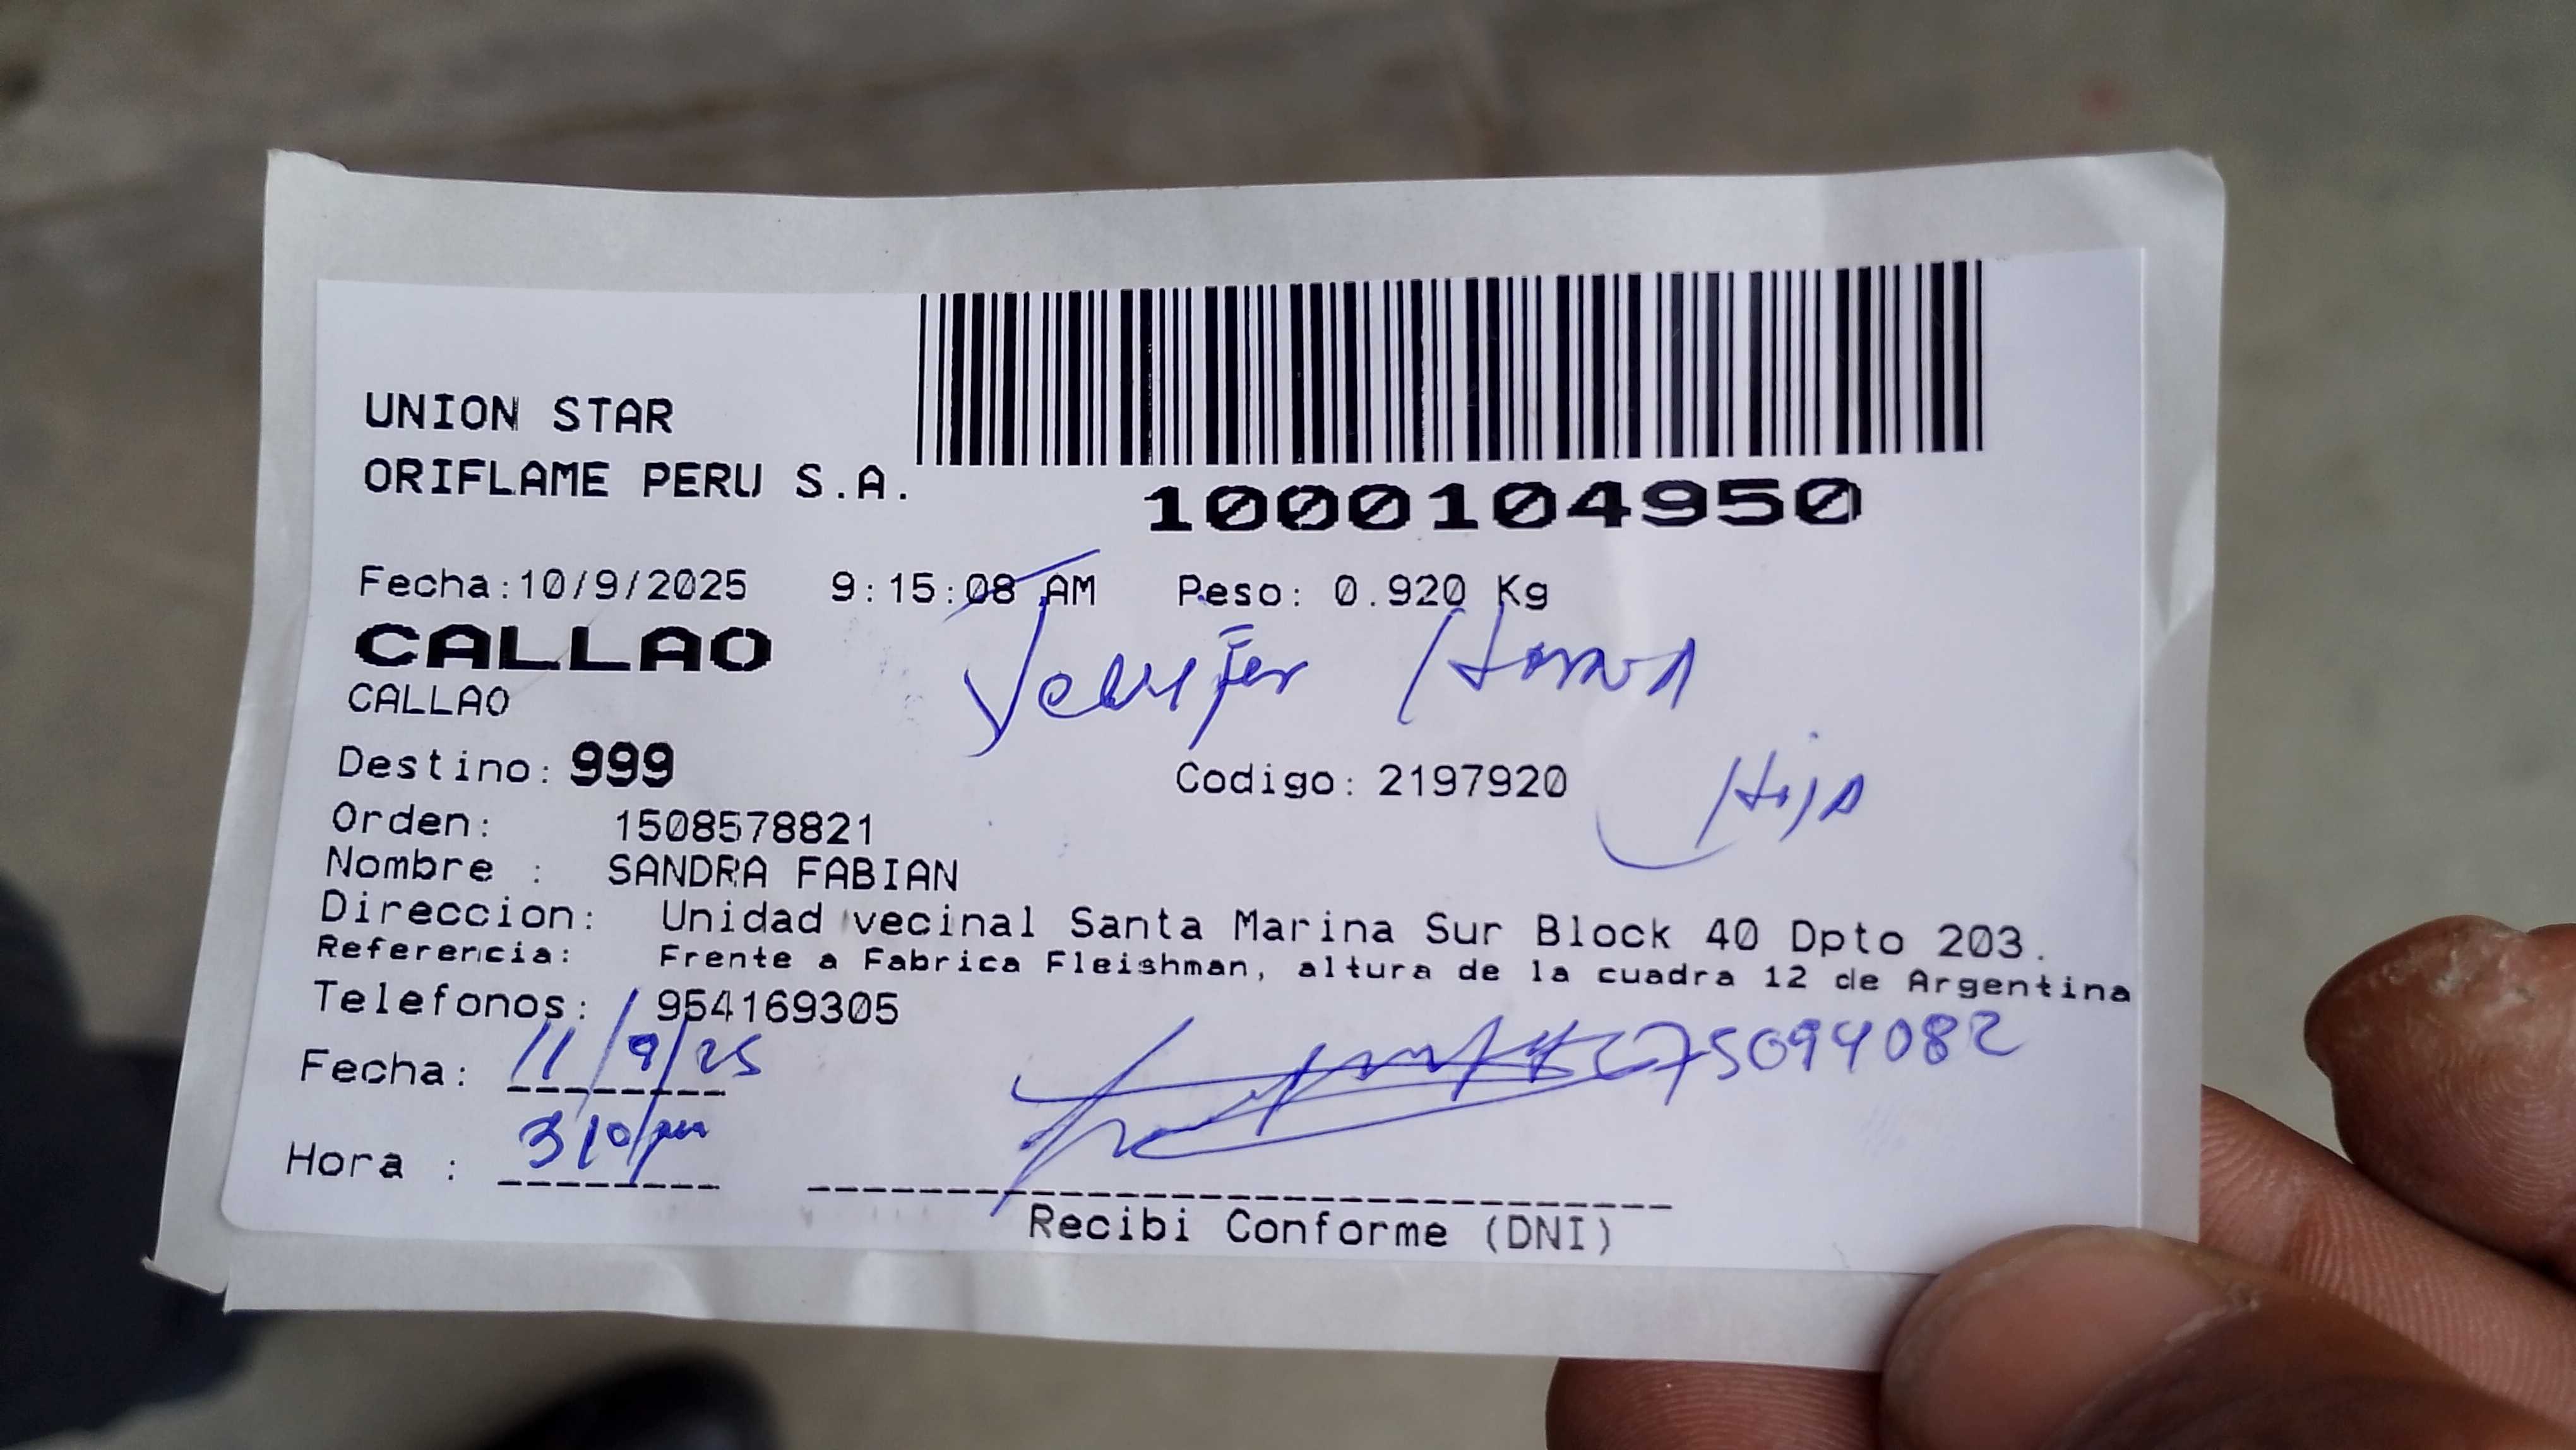 UNION STAR
ORIFLAME PERU S.A.
1000104950
Fecha:10/9/2025 9:15:08 AM Peso: 0.920 Kg
CALLAO
CALLAO
Destino: 999 Codigo: 2197920
Hija
Orden: 1508578821
Nombre : SANDRA FABIAN
Direccion: Unidad vecinal Santa Marina Sur Block 40 Dpto 203.
Referencia: Frente a Fabrica Fleishman, altura de la cuadra 12 de Argentina
Telefonos: 954169305
Fecha: 11/9/25
75094082
Hora : 310pm
Recibi Conforme (DNI)